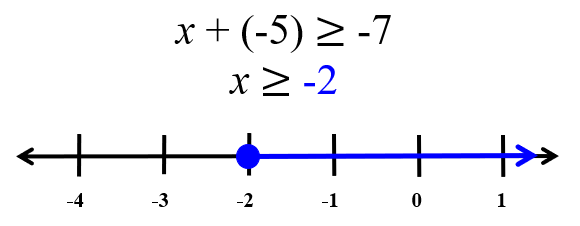 x + (-5) ≥ -7
x ≥ -2
-4 -3 -2 -1 0 1